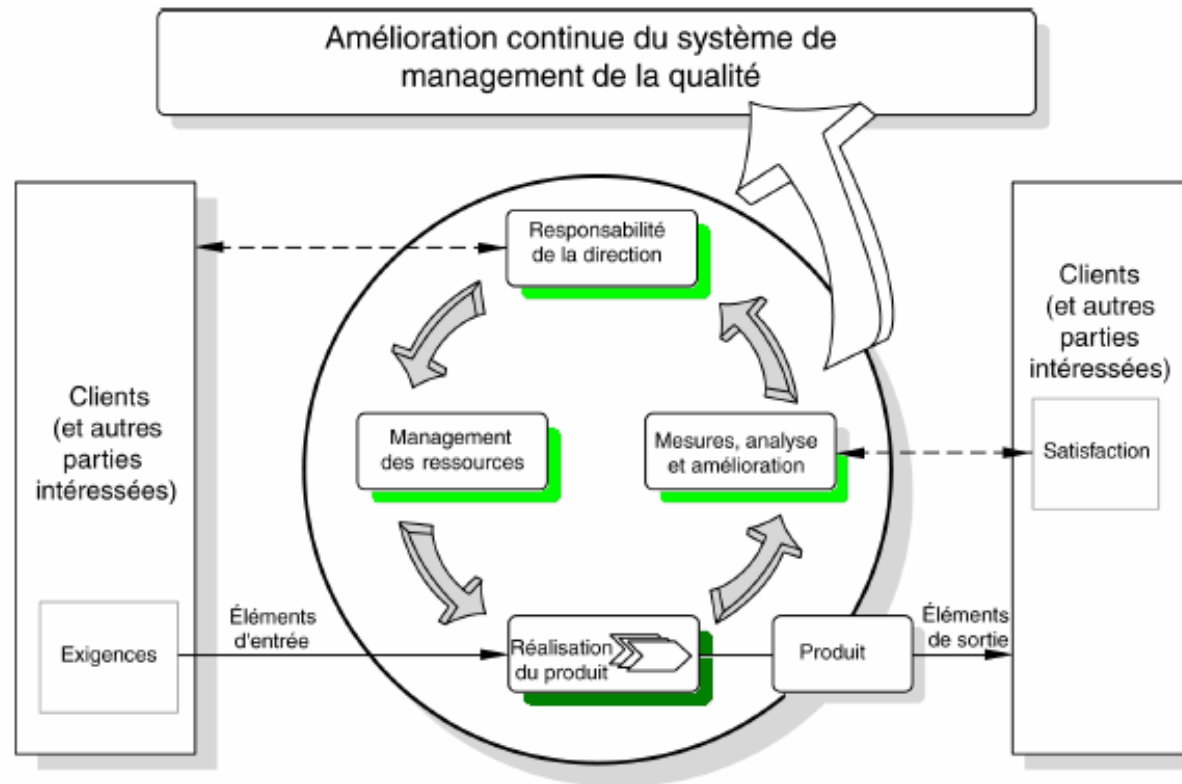 Amélioration continue du système de
management de la qualité
Responsabilité
de la direction
Clients
(et autres
parties
intéressées)
Clients
(et autres
parties
intéressées)
Management
des ressources
Mesures, analyse
et amélioration
Satisfaction
Éléments
d'entrée
Exigences
Réalisation
du produit
Produit
Éléments
de sortie